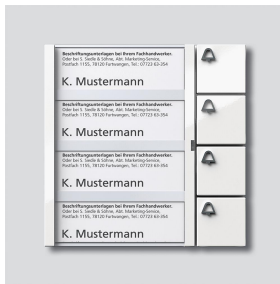 Beschriftungsunterlagen bei Ihrem Fachhandwerker.
Oder bei S. Siedle & Söhne, Abt. Marketing-Service,
Postfach 1155, 78120 Furtwangen, Tel.: 07723 63-354
K. Mustermann
Beschriftungsunterlagen bei Ihrem Fachhandwerker.
Oder bei S. Siedle & Söhne, Abt. Marketing-Service,
Postfach 1155, 78120 Furtwangen, Tel.: 07723 63-354
K. Mustermann
Beschriftungsunterlagen bei Ihrem Fachhandwerker.
Oder bei S. Siedle & Söhne, Abt. Marketing-Service,
Postfach 1155, 78120 Furtwangen, Tel.: 07723 63-354
K. Mustermann
Beschriftungsunterlagen bei Ihrem Fachhandwerker.
Oder bei S. Siedle & Söhne, Abt. Marketing-Service,
Postfach 1155, 78120 Furtwangen, Tel.: 07723 63-354
K. Mustermann